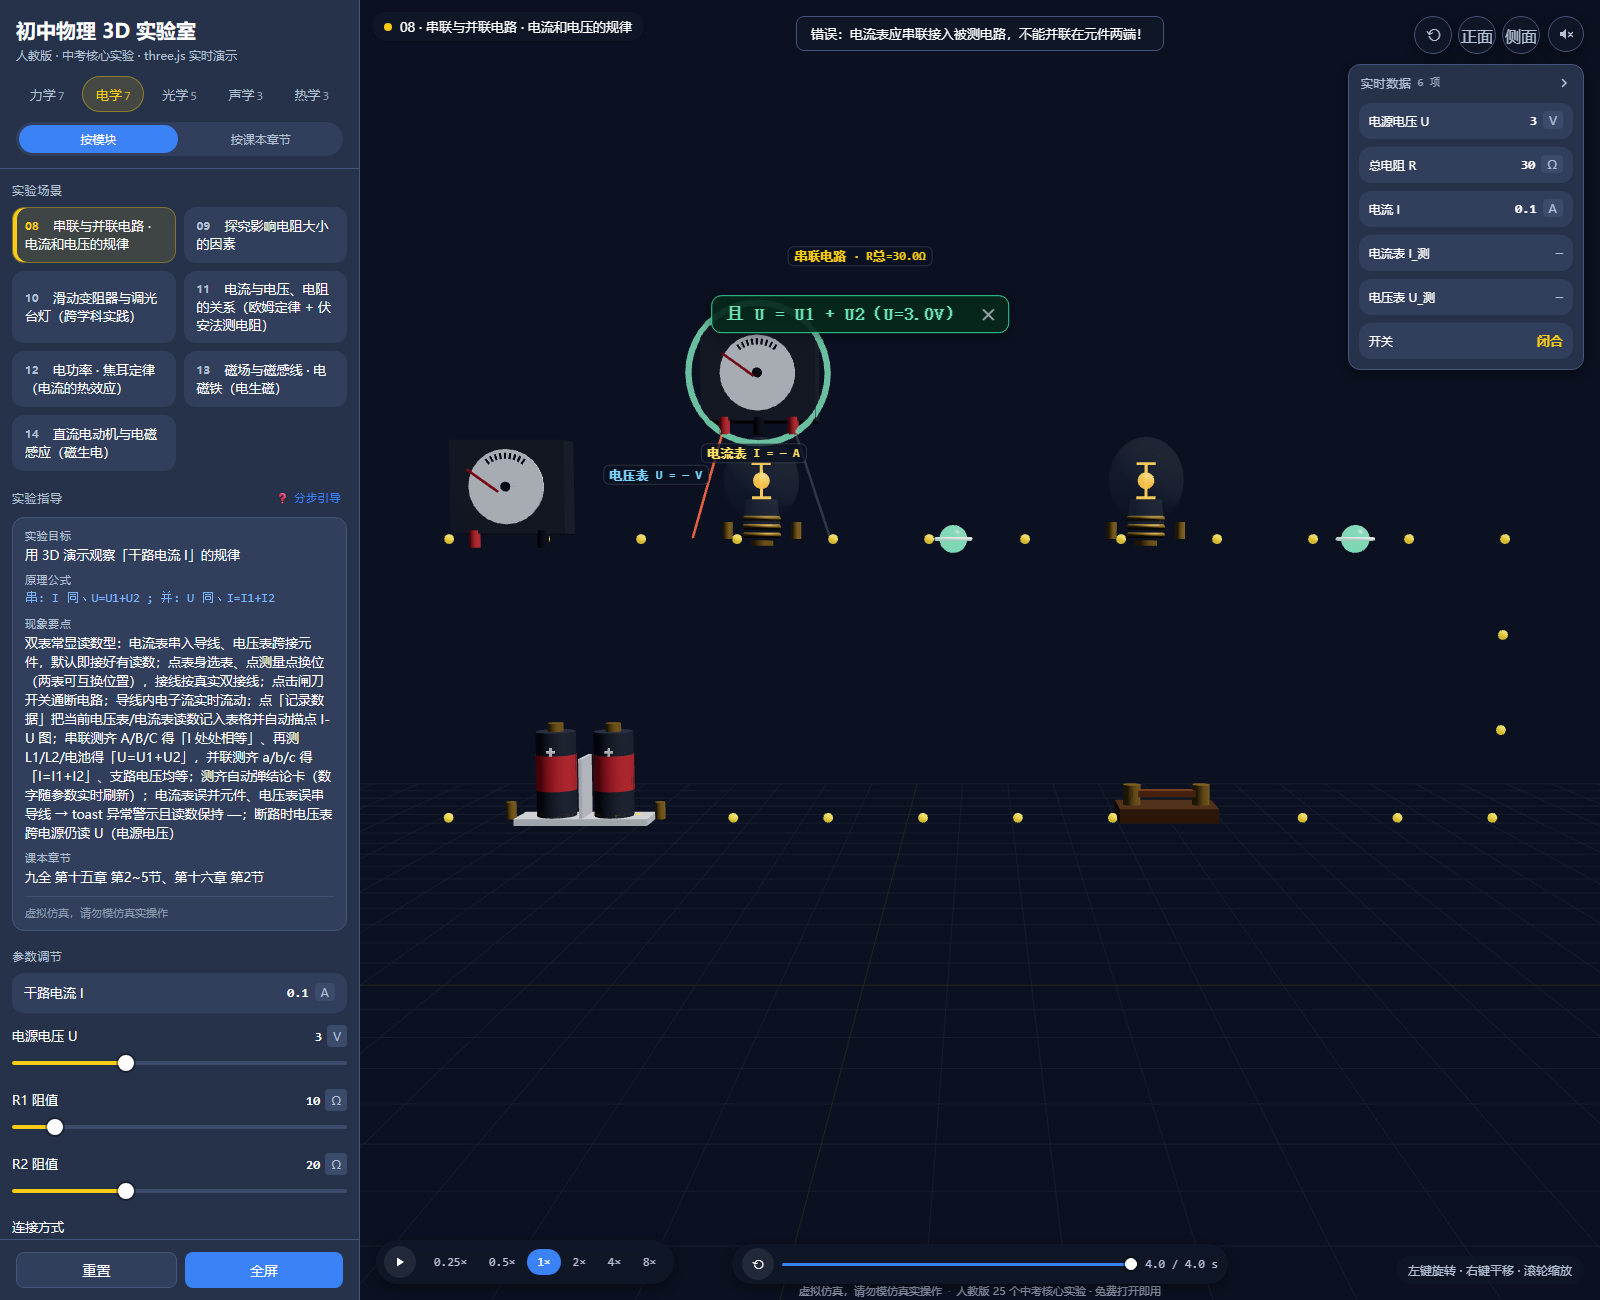 初中物理 3D 实验室
人教版 · 中考核心实验 · three.js 实时演示
力学7
电学7
光学5
声学3
热学3
按模块
按课本章节
实验场景
08 串联与并联电路 ·
电流和电压的规律
09 探究影响电阻大小
的因素
10 滑动变阻器与调光
台灯（跨学科实践）
11 电流与电压、电阻
的关系（欧姆定律 + 伏
安法测电阻）
12 电功率 · 焦耳定律
（电流的热效应）
13 磁场与磁感线 · 电
磁铁（电生磁）
14 直流电动机与电磁
感应（磁生电）
实验指导
❓ 分步引导
实验目标
用 3D 演示观察「干路电流 I」的规律
原理公式
串: I 同、U=U1+U2 ; 并: U 同、I=I1+I2
现象要点
双表常显读数型：电流表串入导线、电压表跨接元
件，默认即接好有读数；点表身选表、点测量点换位
（两表可互换位置），接线按真实双接线；点击闸刀
开关通断电路；导线内电子流实时流动；点「记录数
据」把当前电压表/电流表读数记入表格并自动描点 I-
U 图；串联测齐 A/B/C 得「I 处处相等」、再测
L1/L2/电池得「U=U1+U2」，并联测齐 a/b/c 得
「I=I1+I2」、支路电压均等；测齐自动弹结论卡（数
字随参数实时刷新）；电流表误并元件、电压表误串
导线 → toast 异常警示且读数保持 —；断路时电压表
跨电源仍读 U（电源电压）
课本章节
九全 第十五章 第2~5节、第十六章 第2节
虚拟仿真，请勿模仿真实操作
参数调节
干路电流 I 0.1 A
电源电压 U 3 V
R1 阻值 10 Ω
R2 阻值 20 Ω
连接方式
重置
全屏
08 · 串联与并联电路 · 电流和电压的规律
错误：电流表应串联接入被测电路，不能并联在元件两端！
正面
侧面
实时数据 6 项
电源电压 U 3 V
总电阻 R 30 Ω
电流 I 0.1 A
电流表 I_测 —
电压表 U_测 —
开关 闭合
串联电路 · R总=30.0Ω
且 U = U1 + U2（U=3.0V）
电流表 I = — A
电压表 U = — V
0.25×
0.5×
1×
2×
4×
8×
4.0 / 4.0 s
虚拟仿真，请勿模仿真实操作 · 人教版 25 个中考核心实验 · 免费打开即用
左键旋转 · 右键平移 · 滚轮缩放